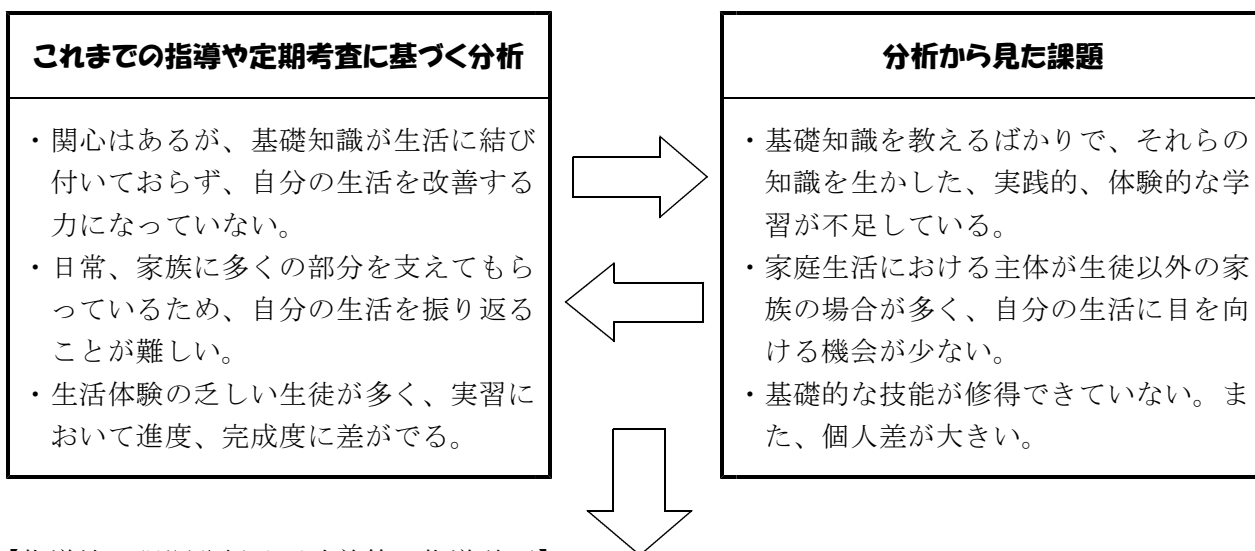 これまでの指導や定期考査に基づく分析
・関心はあるが、基礎知識が生活に結び
付いておらず、自分の生活を改善する
力になっていない。
・日常、家族に多くの部分を支えてもら
っているため、自分の生活を振り返る
ことが難しい。
・生活体験の乏しい生徒が多く、実習に
おいて進度、完成度に差がでる。
分析から見た課題
・基礎知識を教えるばかりで、それらの
知識を生かした、実践的、体験的な学
習が不足している。
・家庭生活における主体が生徒以外の家
族の場合が多く、自分の生活に目を向
ける機会が少ない。
・基礎的な技能が修得できていない。ま
た、個人差が大きい。